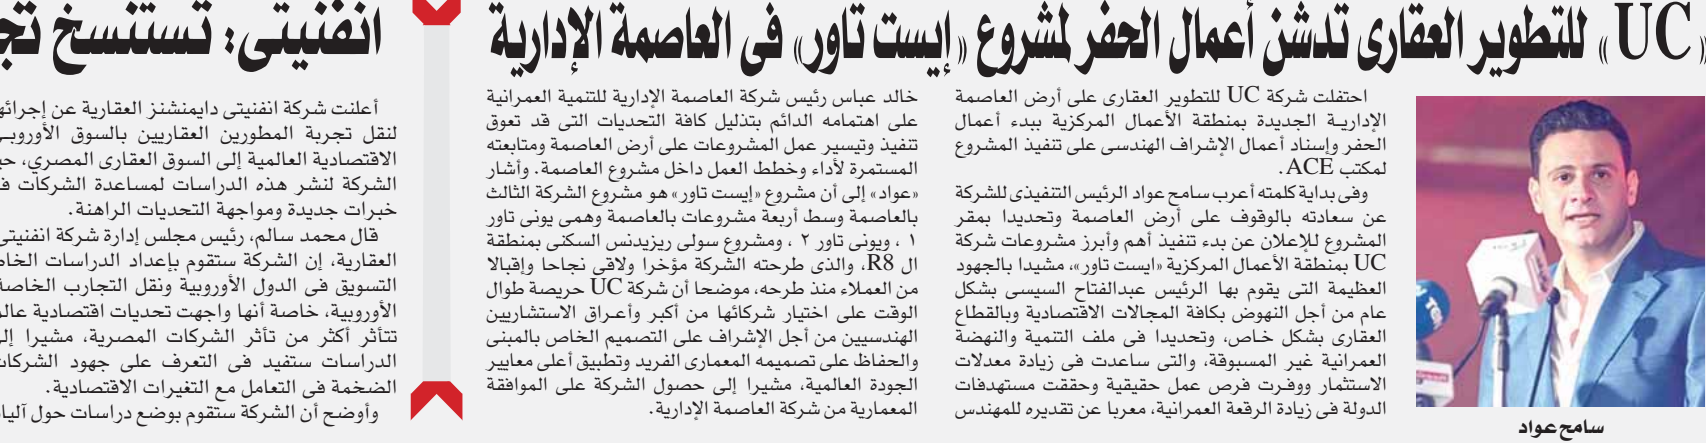 «UC» للتطوير العقارى تدشن أعمال الحفر لمشروع «إيست تاور» فى العاصمة الإدارية
احتفلت شركة UC للتطوير العقارى على أرض العاصمة
الإدارية الجديدة بمنطقة الأعمال المركزية ببدء أعمال
الحفر وإسناد أعمال الإشراف الهندسى على تنفيذ المشروع
لمكتب ACE.
وفى بداية كلمته أعرب سامح عواد الرئيس التنفيذى للشركة
عن سعادته بالوقوف على أرض العاصمة وتحديدا بمقر
المشروع للإعلان عن بدء تنفيذ أهم وأبرز مشروعات شركة
UC بمنطقة الأعمال المركزية «ايست تاور»، مشيدا بالجهود
العظيمة التى يقوم بها الرئيس عبدالفتاح السيسى بشكل
عام من أجل النهوض بكافة المجالات الاقتصادية وبالقطاع
العقارى بشكل خاص، وتحديدا فى ملف التنمية والنهضة
العمرانية غير المسبوقة، والتى ساعدت فى زيادة معدلات
الاستثمار ووفرت فرص عمل حقيقية وحققت مستهدفات
الدولة فى زيادة الرقعة العمرانية، معربا عن تقديره للمهندس
خالد عباس رئيس شركة العاصمة الإدارية للتنمية العمرانية
على اهتمامه الدائم بتذليل كافة التحديات التى قد تعوق
تنفيذ وتيسير عمل المشروعات على أرض العاصمة ومتابعته
المستمرة لأداء وخطط العمل داخل مشروع العاصمة. وأشار
«عواد» إلى أن مشروع «إيست تاور» هو مشروع الشركة الثالث
بالعاصمة وسط أربعة مشروعات بالعاصمة وهمى يونى تاور
١ ، ويونى تاور ٢ ، ومشروع سولى ريزيدنس السكنى بمنطقة
ال R8، والذى طرحته الشركة مؤخرا ولاقى نجاحا وإقبالا
من العملاء منذ طرحه، موضحا أن شركة UC حريصة طوال
الوقت على اختيار شركائها من أكبر وأعراق الاستشاريين
الهندسيين من أجل الإشراف على التصميم الخاص بالمبنى
والحفاظ على تصميمه المعمارى الفريد وتطبيق أعلى معايير
الجودة العالمية، مشيرا إلى حصول الشركة على الموافقة
المعمارية من شركة العاصمة الإدارية.
سامح عواد
انفنيتى: تستنسخ
أعلنت شركة انفنيتى دايمنشنز العقارية عن
لنقل تجربة المطورين العقاريين بالسوق
الاقتصادية العالمية إلى السوق العقارى المصري،
الشركة لنشر هذه الدراسات لمساعدة الشركات
خبرات جديدة ومواجهة التحديات الراهنة.
قال محمد سالم، رئيس مجلس إدارة شركة انفنيتى
العقارية، إن الشركة ستقوم بإعداد الدراسات
التسويق فى الدول الأوروبية ونقل التجارب الخاصة
الأوروبية، خاصة أنها واجهت تحديات اقتصادية
تتأثر أكثر من تأثر الشركات المصرية، مشيرا
الدراسات ستفيد فى التعرف على جهود
الضخمة فى التعامل مع التغيرات الاقتصادية.
وأوضح أن الشركة ستقوم بوضع دراسات حول